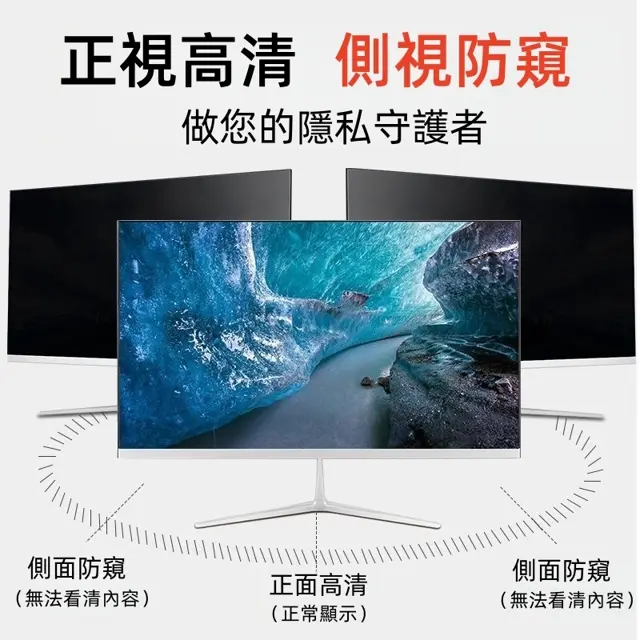 正視高清 側視防窺
做您的隱私守護者
側面防窺
（無法看清內容）
正面高清
（正常顯示）
側面防窺
（無法看清內容）